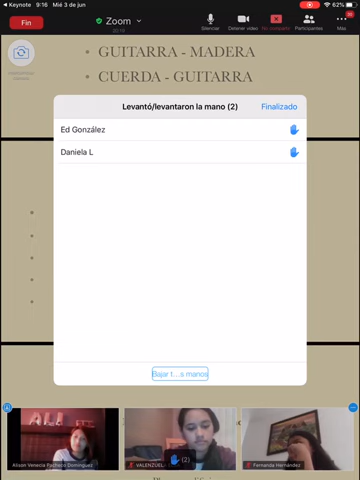 Keynote 9:16 Mié 3 jun 62%
Fin
Zoom
Silenciar
Detener video
Participantes
Más
• GUITARRA - MADERA
• CUERDA - GUITARRA
Levantó/levantaron la mano (2)
Finalizado
Ed González
Daniela L
Bajar t...s manos
(2)
Alison Venecia Pacheco Dominguez
VALENZUEL
Fernanda Hernández